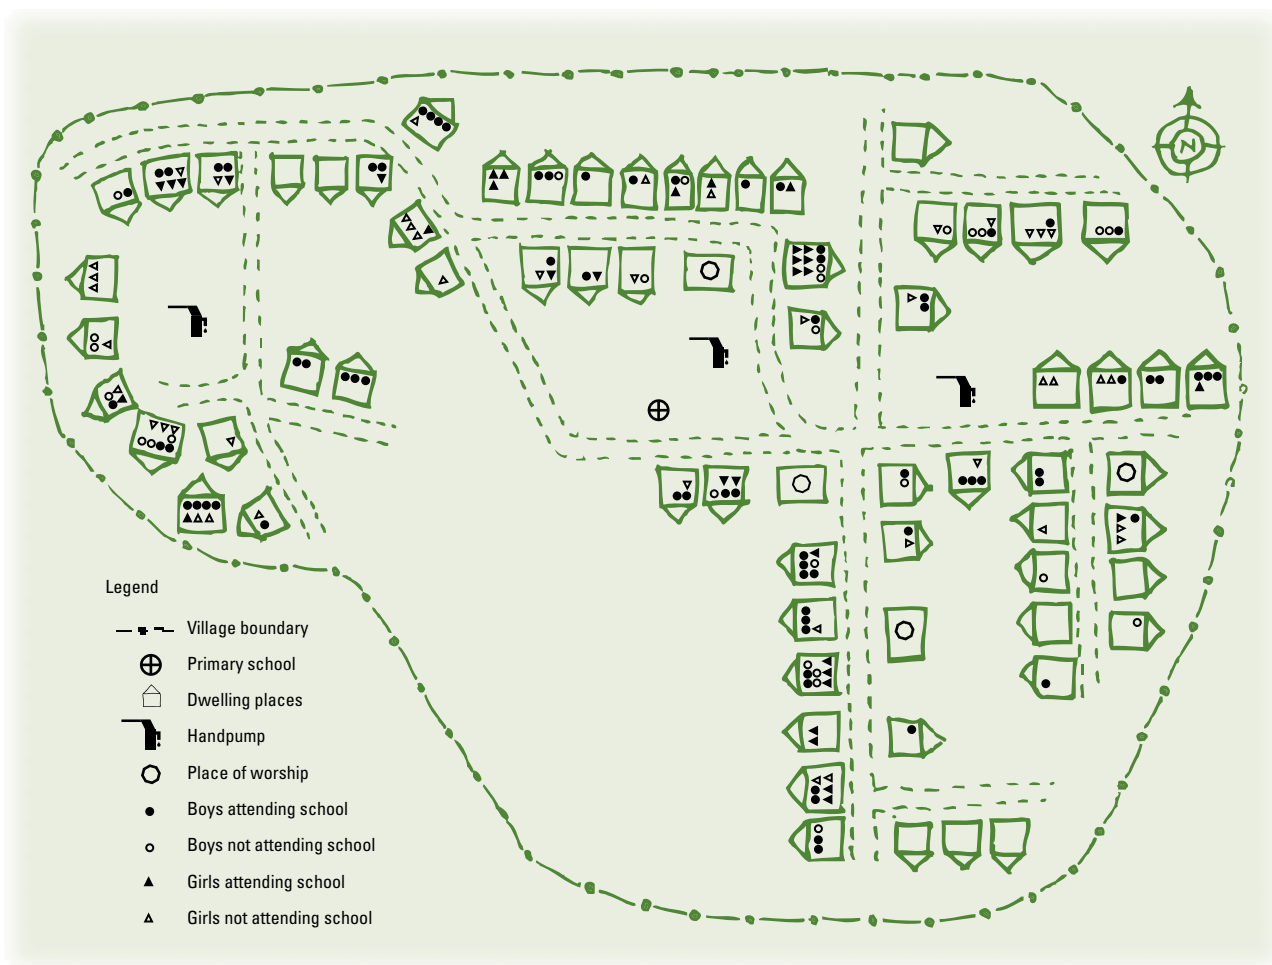 N
Legend
Village boundary
Primary school
Dwelling places
Handpump
Place of worship
Boys attending school
Boys not attending school
Girls attending school
Girls not attending school